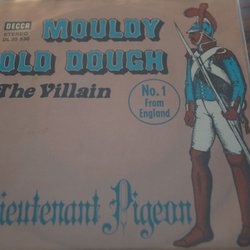 DECCA
STEREO
MOULDY
OLD DOUGH
The Villain
No. 1
From
England
Lieutenant Pigeon